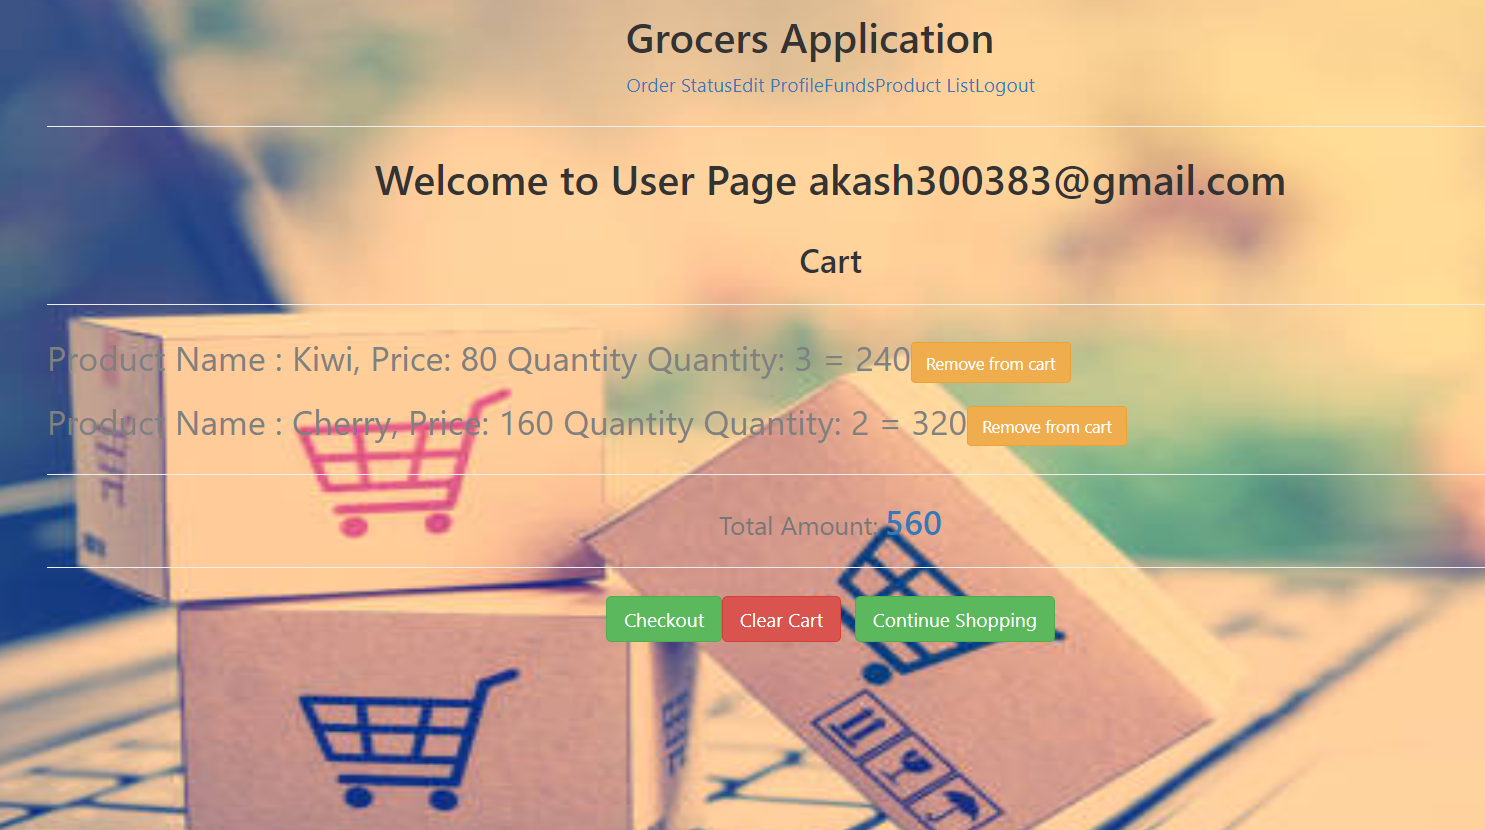 Grocers Application
Order StatusEdit ProfileFundsProduct ListLogout
Welcome to User Page akash300383@gmail.com
Cart
Product Name : Kiwi, Price: 80 Quantity Quantity: 3 = 240 Remove from cart
Product Name : Cherry, Price: 160 Quantity Quantity: 2 = 320 Remove from cart
Total Amount: 560
Checkout Clear Cart Continue Shopping